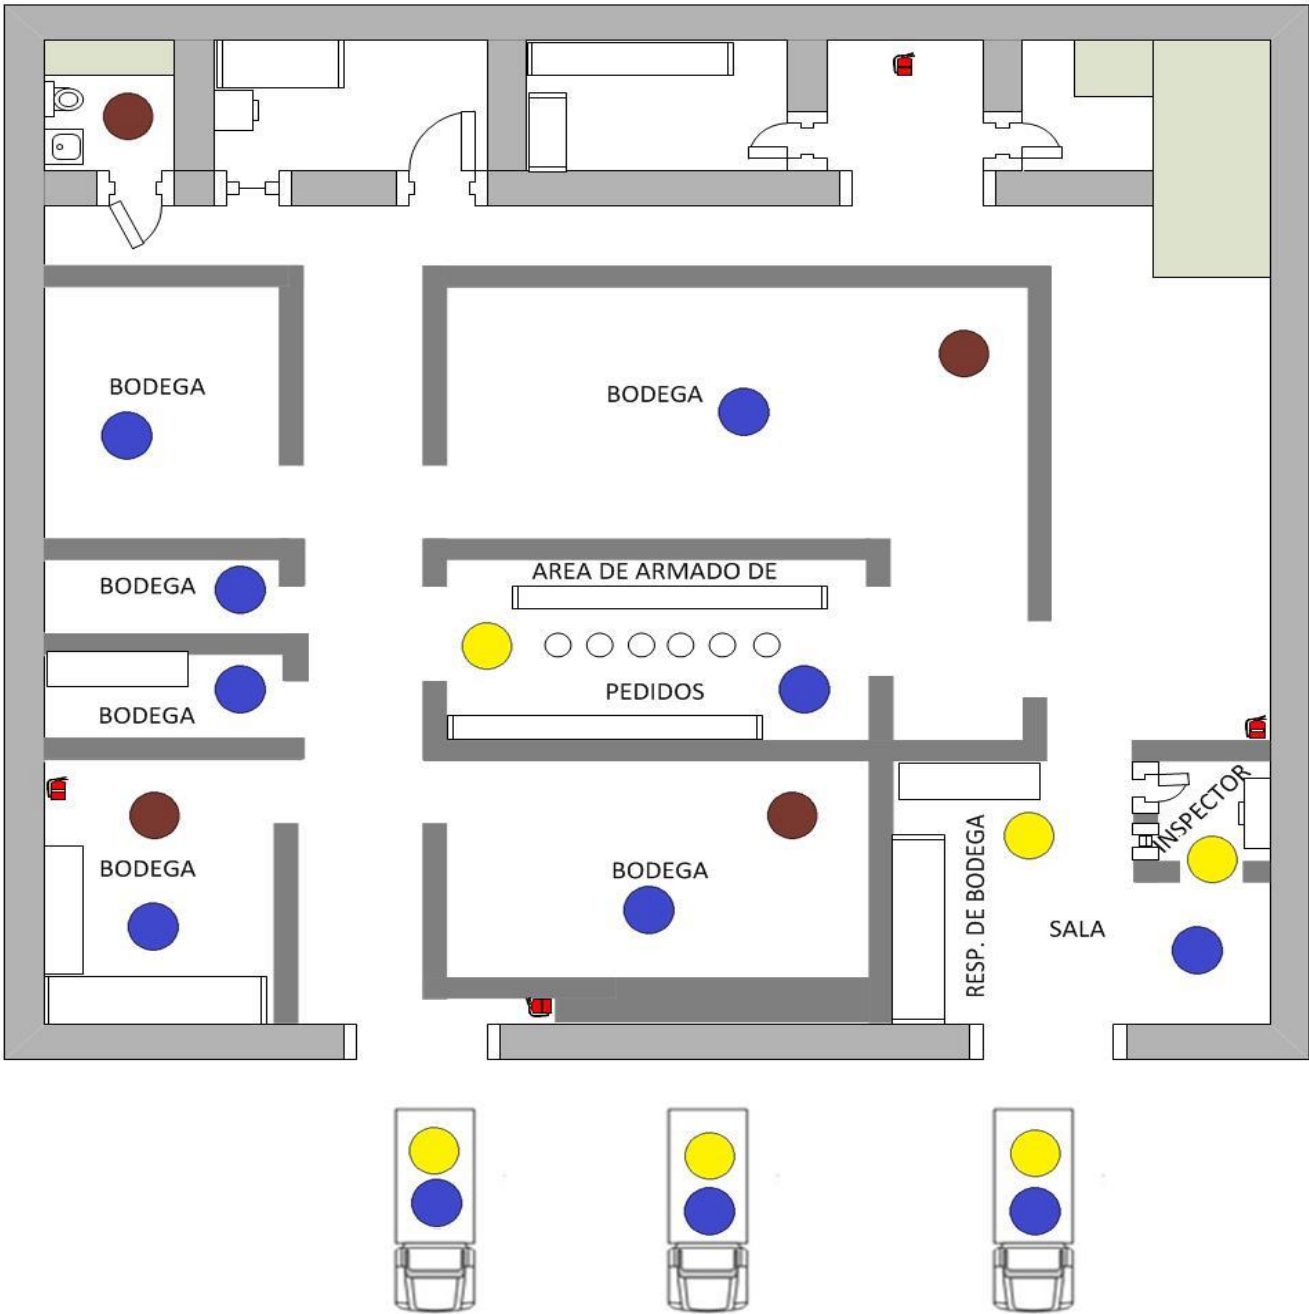 BODEGA
BODEGA
BODEGA
AREA DE ARMADO DE
PEDIDOS
BODEGA
BODEGA
BODEGA
RESP. DE BODEGA
SALA
INSPECTOR